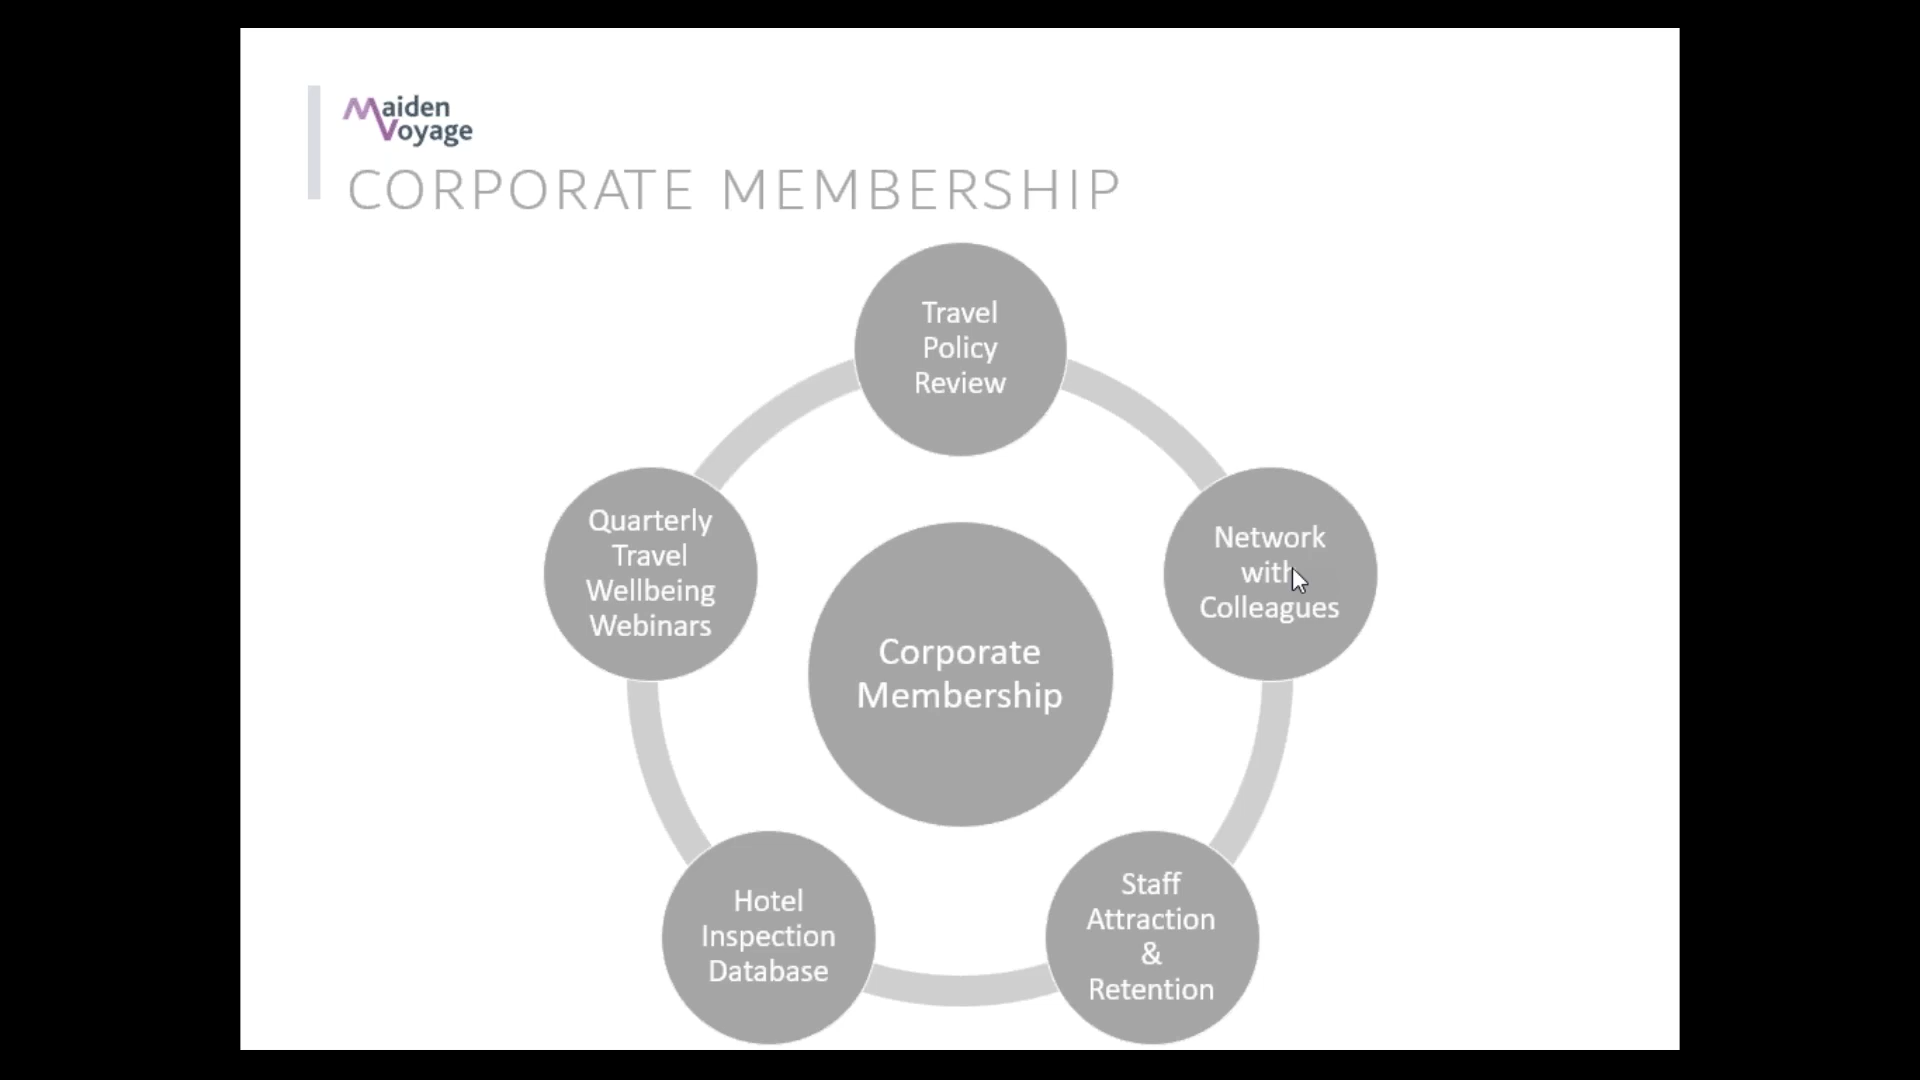 Maiden
Voyage
CORPORATE MEMBERSHIP
Travel
Policy
Review
Network
with
Colleagues
Staff
Attraction
&
Retention
Hotel
Inspection
Database
Quarterly
Travel
Wellbeing
Webinars
Corporate
Membership